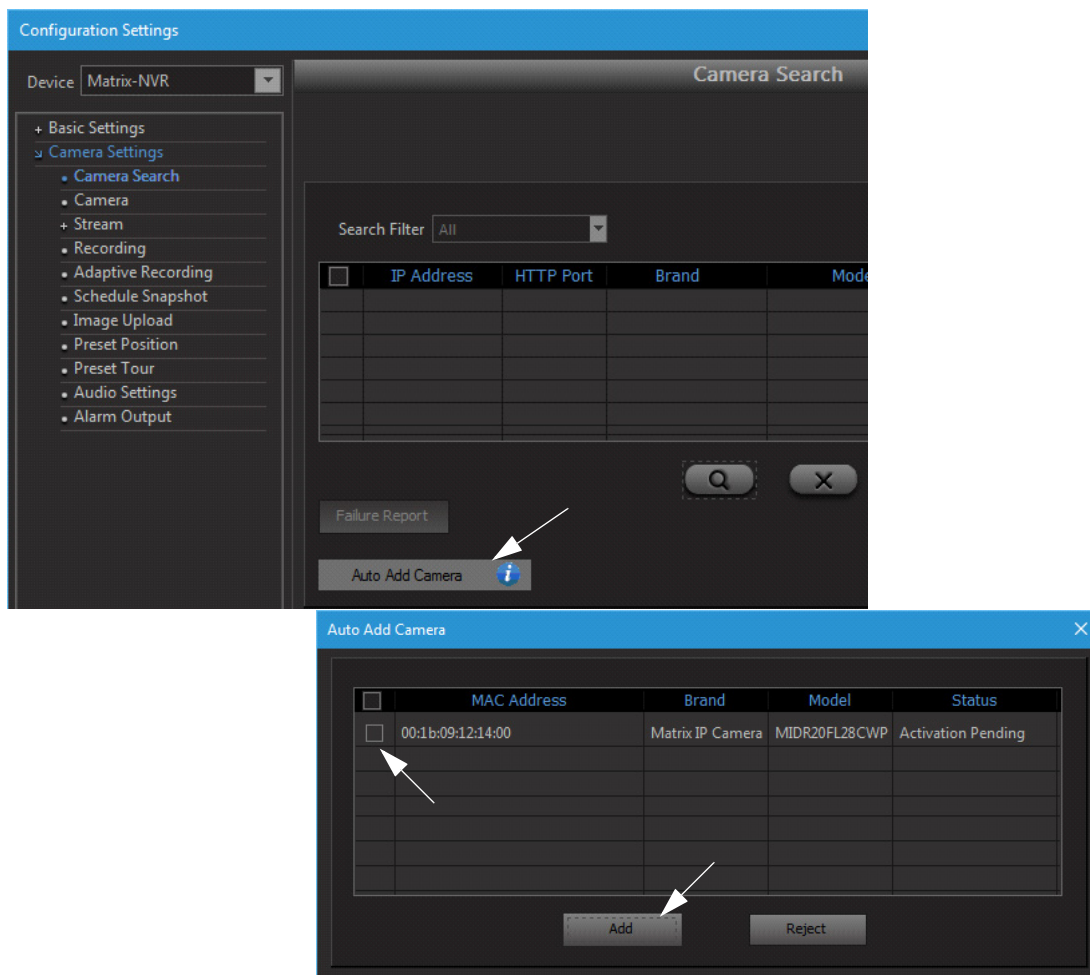 Configuration Settings
Device Matrix-NVR
Camera Search
+ Basic Settings
Camera Settings
Camera Search
Camera
+ Stream
Recording
Adaptive Recording
Schedule Snapshot
Image Upload
Preset Position
Preset Tour
Audio Settings
Alarm Output
Search Filter All
IP Address HTTP Port Brand Mode
Failure Report
Auto Add Camera i
Auto Add Camera
MAC Address Brand Model Status
00:1b:09:12:14:00 Matrix IP Camera MIDR20FL28CWP Activation Pending
Add Reject